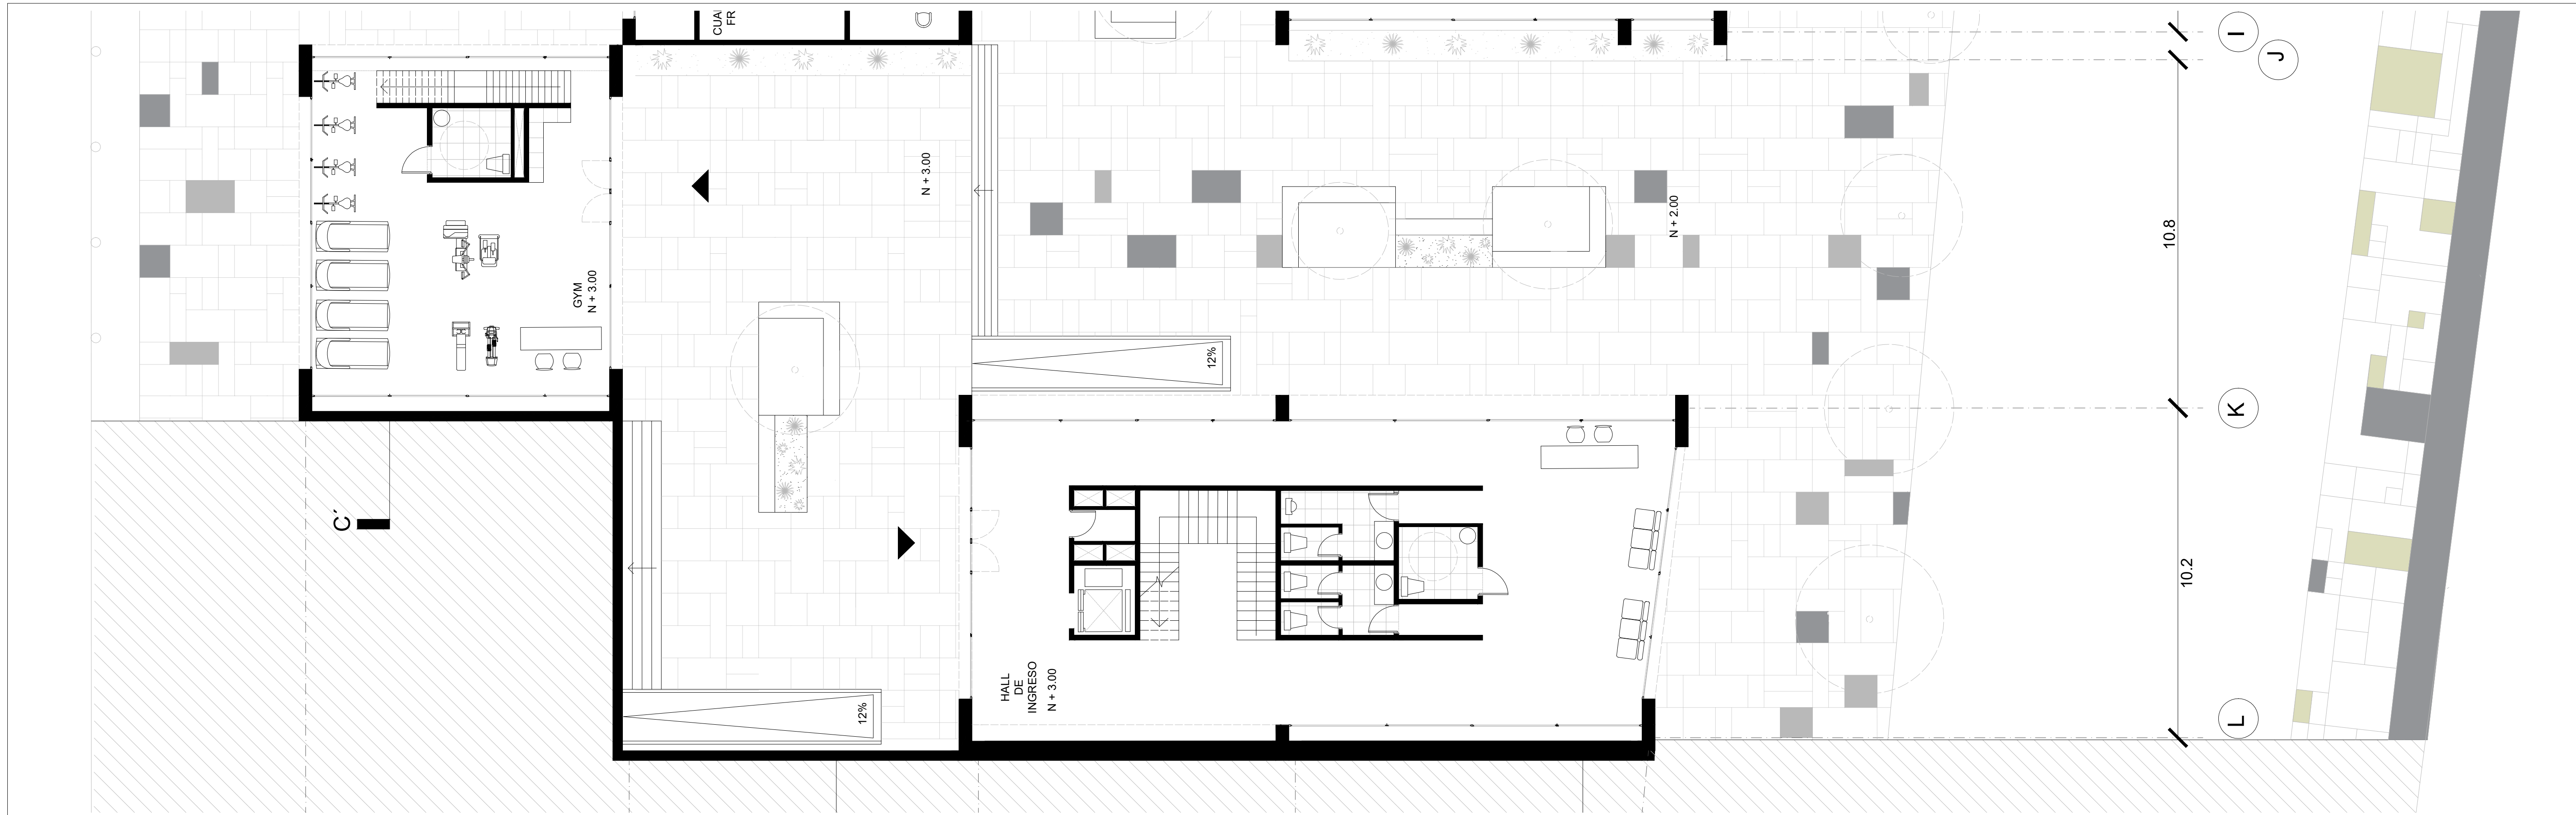 CUA
FR
I
J
N + 3.00
N + 2.00
10.8
GYM
N + 3.00
12%
K
C´
10.2
HALL
DE
INGRESO
N + 3.00
12%
L